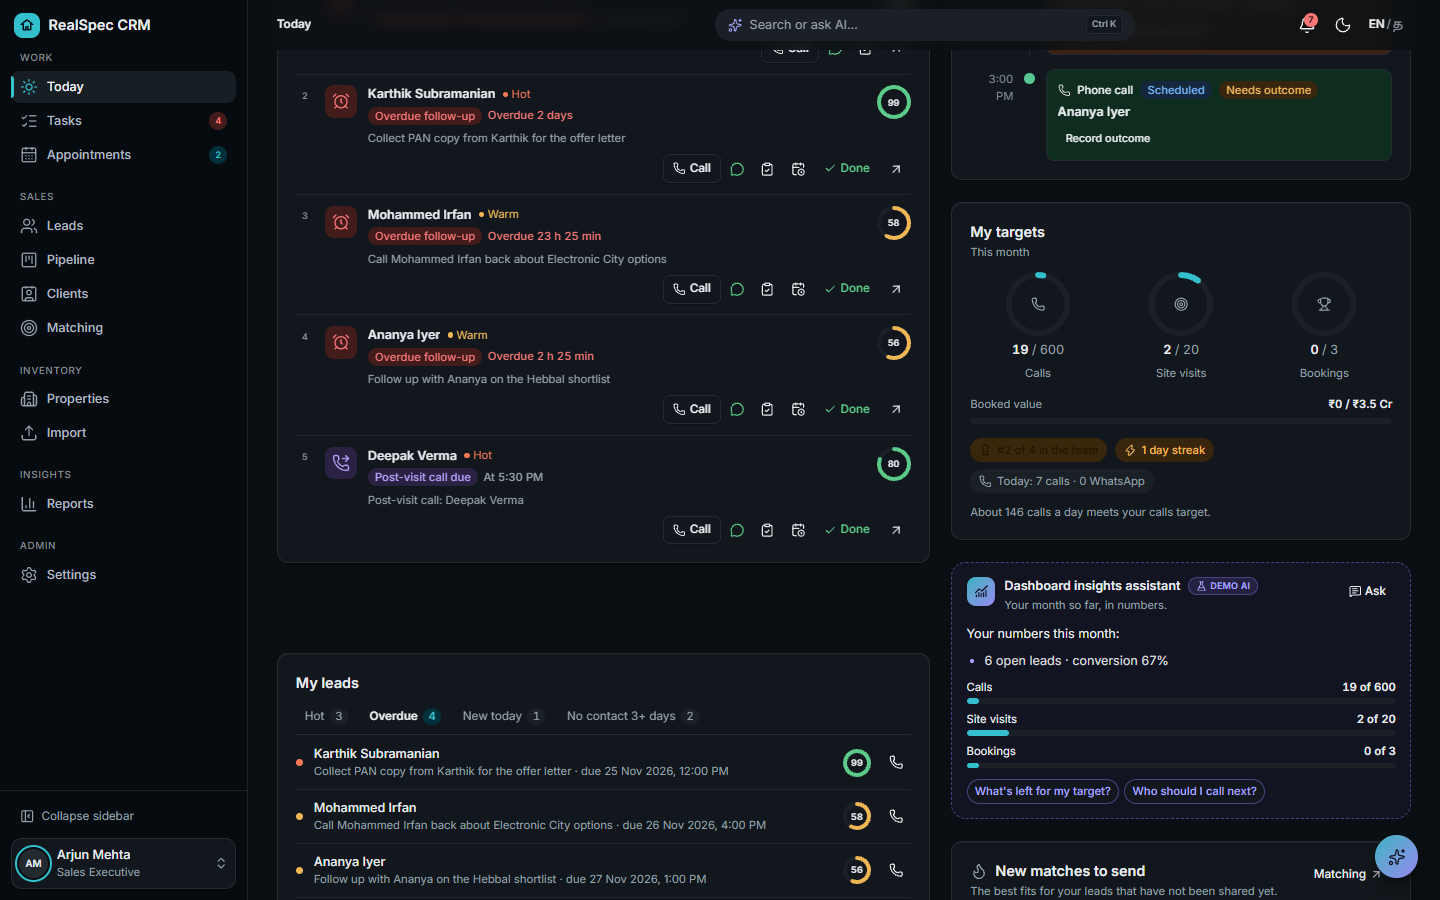 RealSpec CRM
WORK
Today
Tasks
4
Appointments
2
SALES
Leads
Pipeline
Clients
Matching
INVENTORY
Properties
Import
INSIGHTS
Reports
ADMIN
Settings
Collapse sidebar
AM
Arjun Mehta
Sales Executive
Today
Search or ask AI...
Ctrl K
7
EN / த
Call
2
Karthik Subramanian
Hot
99
Overdue follow-up
Overdue 2 days
Collect PAN copy from Karthik for the offer letter
Call
Done
3
Mohammed Irfan
Warm
58
Overdue follow-up
Overdue 23 h 25 min
Call Mohammed Irfan back about Electronic City options
Call
Done
4
Ananya Iyer
Warm
56
Overdue follow-up
Overdue 2 h 25 min
Follow up with Ananya on the Hebbal shortlist
Call
Done
5
Deepak Verma
Hot
80
Post-visit call due
At 5:30 PM
Post-visit call: Deepak Verma
Call
Done
My leads
Hot 3
Overdue 4
New today 1
No contact 3+ days 2
Karthik Subramanian
Collect PAN copy from Karthik for the offer letter · due 25 Nov 2026, 12:00 PM
99
Mohammed Irfan
Call Mohammed Irfan back about Electronic City options · due 26 Nov 2026, 4:00 PM
58
Ananya Iyer
Follow up with Ananya on the Hebbal shortlist · due 27 Nov 2026, 1:00 PM
56
3:00 PM
Phone call
Scheduled
Needs outcome
Ananya Iyer
Record outcome
My targets
This month
19 / 600
Calls
2 / 20
Site visits
0 / 3
Bookings
Booked value
₹0 / ₹3.5 Cr
#2 of 4 in the team
1 day streak
Today: 7 calls · 0 WhatsApp
About 146 calls a day meets your calls target.
Dashboard insights assistant
DEMO AI
Your month so far, in numbers.
Ask
Your numbers this month:
• 6 open leads · conversion 67%
Calls
19 of 600
Site visits
2 of 20
Bookings
0 of 3
What's left for my target?
Who should I call next?
New matches to send
Matching
The best fits for your leads that have not been shared yet.